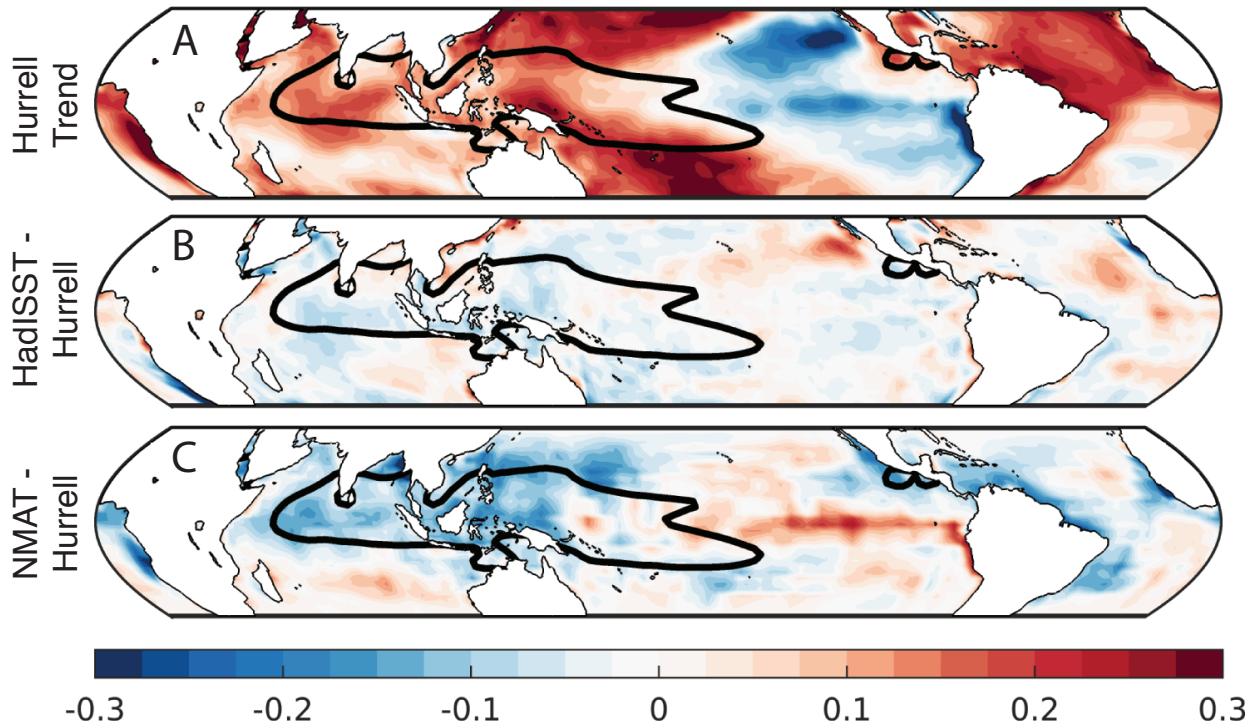 Hurrell
Trend
A
HadISST -
Hurrell
B
NMAT -
Hurrell
C
-0.3 -0.2 -0.1 0 0.1 0.2 0.3